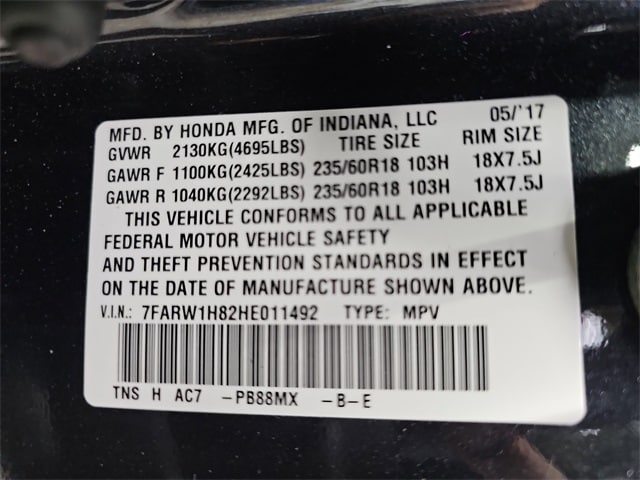 MFD. BY HONDA MFG. OF INDIANA, LLC 05/'17
GVWR 2130KG(4695LBS) TIRE SIZE RIM SIZE
GAWR F 1100KG(2425LBS) 235/60R18 103H 18X7.5J
GAWR R 1040KG(2292LBS) 235/60R18 103H 18X7.5J
THIS VEHICLE CONFORMS TO ALL APPLICABLE
FEDERAL MOTOR VEHICLE SAFETY
AND THEFT PREVENTION STANDARDS IN EFFECT
ON THE DATE OF MANUFACTURE SHOWN ABOVE.
V.I.N.: 7FARW1H82HE011492 TYPE: MPV
TNS H AC7 -PB88MX -B-E